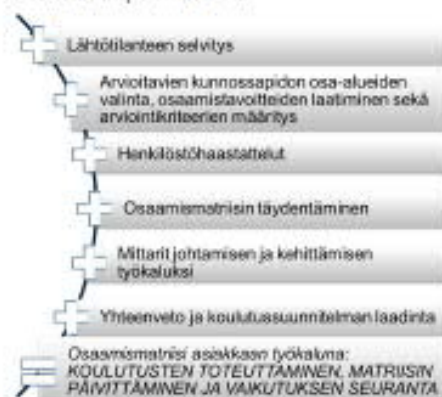 Lähtötilanteen selvitys
Arvioitavien kunnossapidon osa-alueiden
valinta, osaamistavoitteiden laatiminen sekä
arviointikriteerien määritys
Henkilöstöhaastattelut
Osaamismatriisin täydentäminen
Mittarit johtamisen ja kehittämisen
työkaluksi
Yhteenveto ja koulutussuunnitelman laadinta
Osaamismatriisi asiakkaan työkaluna:
KOULUTUSTEN TOTEUTTAMINEN, MATRIISIN
PÄIVITTÄMINEN JA VAIKUTUKSEN SEURANTA